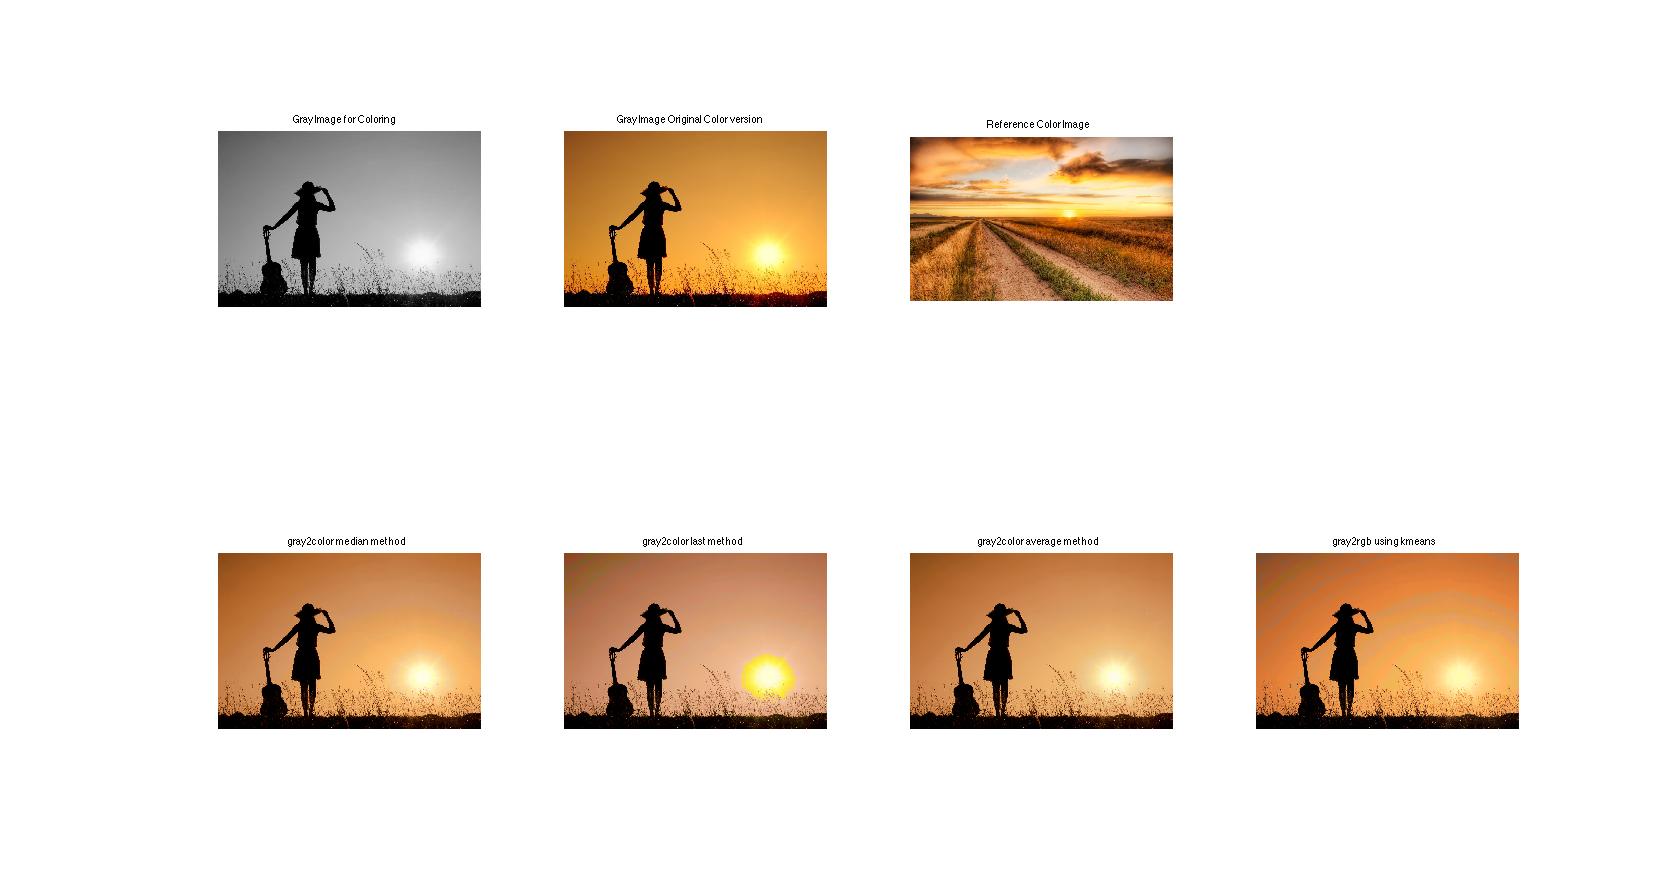 Gray Image for Coloring
Gray Image Original Color version
Reference Color Image
gray2color median method
gray2color last method
gray2color average method
gray2rgb using kmeans